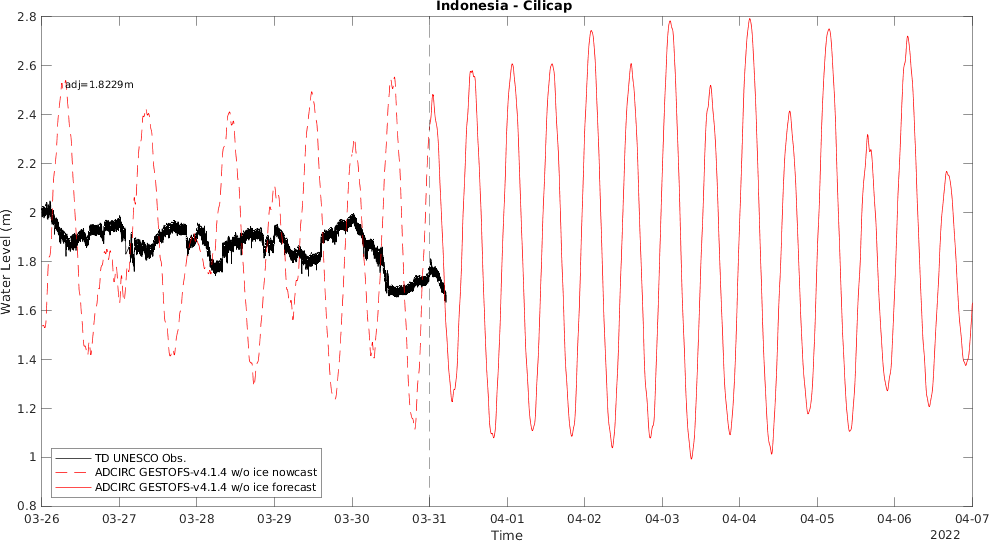 Indonesia - Cilicap
2.8
2.6
adj=1.8229m
2.4
2.2
2
1.8
1.6
1.4
1.2
1
0.8
Water Level (m)
TD UNESCO Obs.
ADCIRC GESTOFS-v4.1.4 w/o ice nowcast
ADCIRC GESTOFS-v4.1.4 w/o ice forecast
03-26 03-27 03-28 03-29 03-30 03-31 04-01 04-02 04-03 04-04 04-05 04-06 04-07
Time
2022